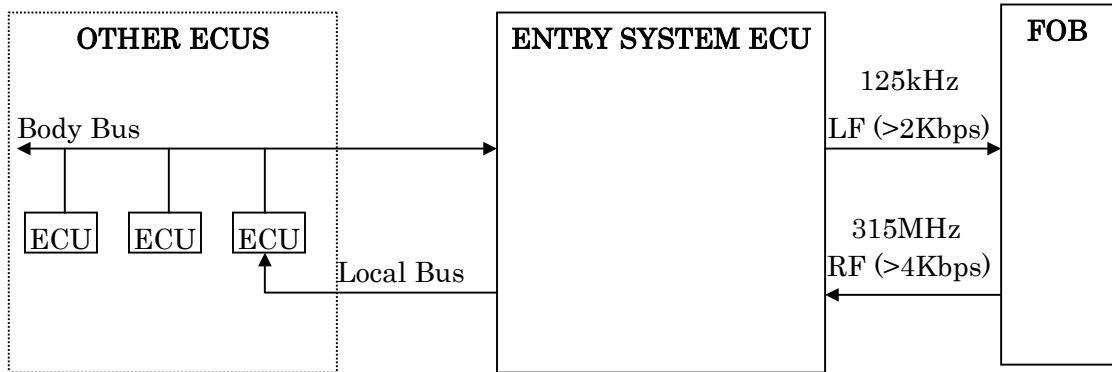 OTHER ECUS
Body Bus
ECU
ECU
ECU
Local Bus
ENTRY SYSTEM ECU
125kHz
LF (>2Kbps)
315MHz
RF (>4Kbps)
FOB